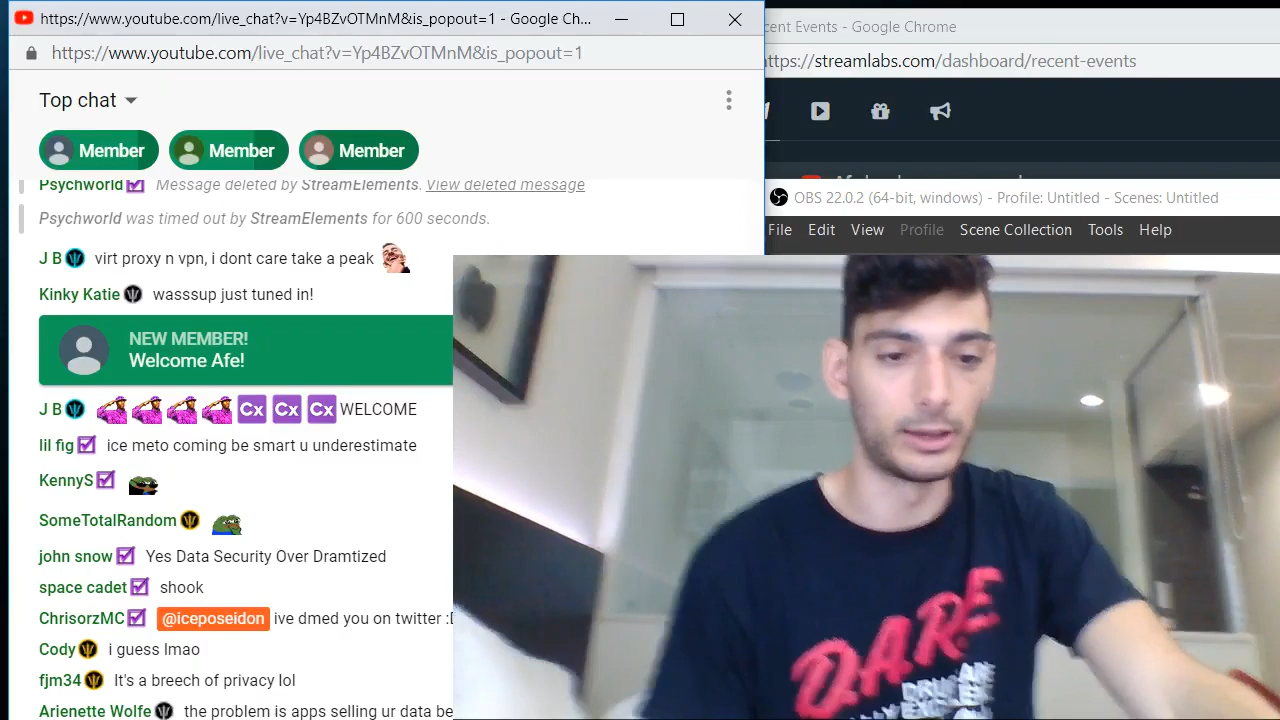 https://www.youtube.com/live_chat?v=Yp4BZvOTMnM&is_popout=1 - Google Ch...
https://www.youtube.com/live_chat?v=Yp4BZvOTMnM&is_popout=1
Top chat
Member Member Member
Psychworld Message deleted by StreamElements. View deleted message
Psychworld was timed out by StreamElements for 600 seconds.
J B virt proxy n vpn, i dont care take a peak
Kinky Katie wasssup just tuned in!
NEW MEMBER!
Welcome Afe!
J B Cx Cx Cx WELCOME
lil fig ice meto coming be smart u underestimate
KennyS
SomeTotalRandom
john snow Yes Data Security Over Dramtized
space cadet shook
ChrisorzMC @iceposeidon ive dmed you on twitter :D
Cody i guess lmao
fjm34 It's a breech of privacy lol
Arienette Wolfe the problem is apps selling ur data be
cent Events - Google Chrome
https://streamlabs.com/dashboard/recent-events
OBS 22.0.2 (64-bit, windows) - Profile: Untitled - Scenes: Untitled
File Edit View Profile Scene Collection Tools Help
D.A.R.E